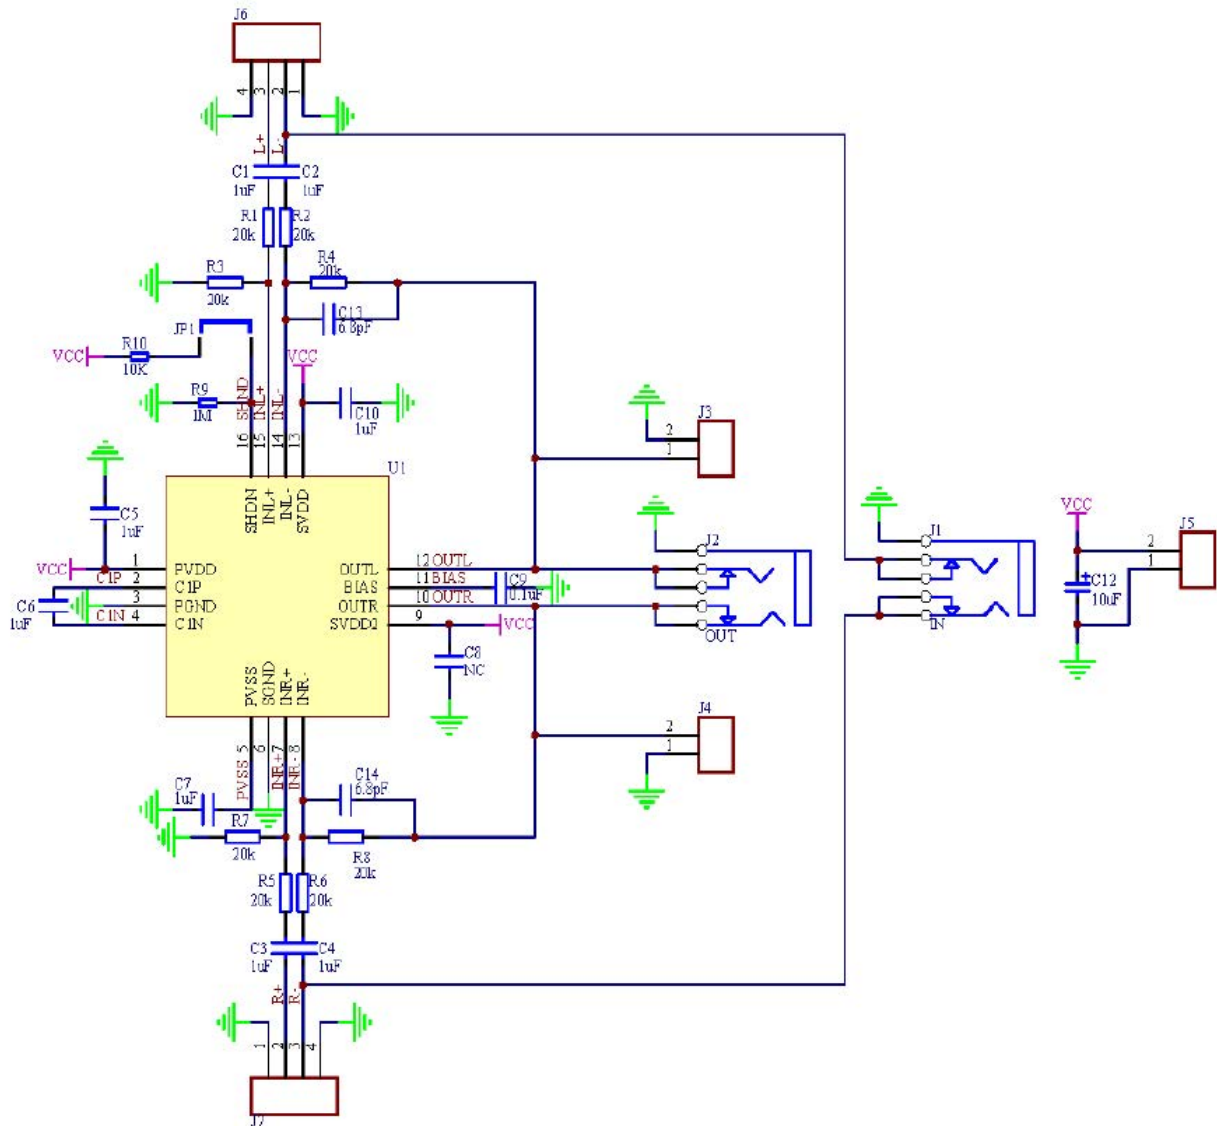 J6
4 3 2 1
L+ L-
C1 C2
1uF 1uF
R1 R2
20k 20k
R3 R4
20k 20k
C13
6.8pF
JP1
VCC R10
10K
VCC
R9
1M
SHND INL+ INL-
C10
1uF
16 15 14 13
U1
SHDN INL+ INL- SVDD
C5
1uF
VCC 1 PVDD
C1P 2 C1P
C6 3 PGND
1uF C1N 4 C1N
OUTL 12 OUTL
BIAS 11 BIAS C9
0.1uF
OUTR 10 OUTR
SVDD2 9 VCC
C8
NC
PVSS SGND INR+ INR-
5 6 7 8
PVSS INR+ INR-
C7
1uF
C14
6.8pF
R7
20k
R8
20k
R5 R6
20k 20k
C3 C4
1uF 1uF
R+ R-
1 2 3 4
J7
J3
2
1
J2
OUT
J4
2
1
J1
IN
VCC
J5
2
1
+
C12
10uF